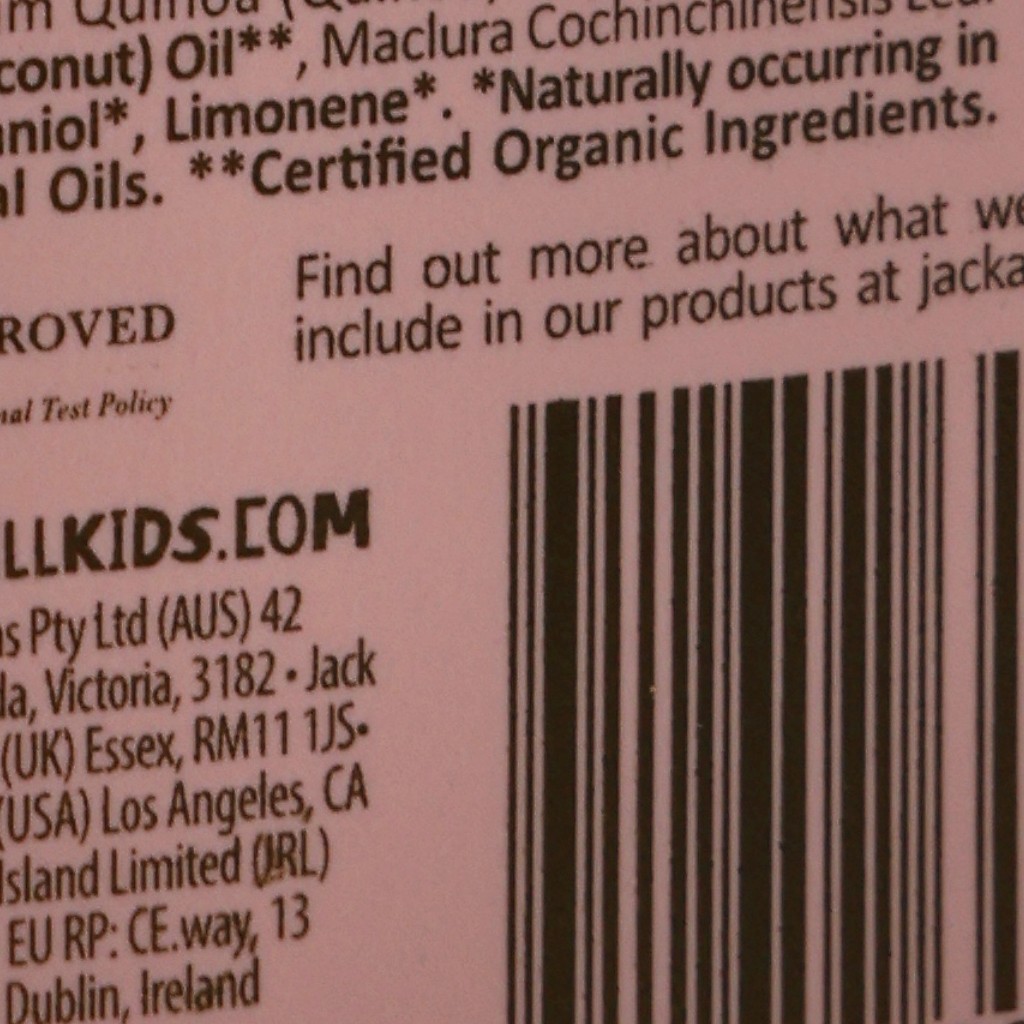 m Quinoa
conut) Oil**, Maclura Cochinchinensis
niol*, Limonene*. *Naturally occurring in
al Oils. **Certified Organic Ingredients.
Find out more about what we
include in our products at jacka
ROVED
nal Test Policy
LLKIDS.COM
s Pty Ltd (AUS) 42
da, Victoria, 3182 • Jack
(UK) Essex, RM11 1JS•
(USA) Los Angeles, CA
Island Limited (IRL)
EU RP: CE.way, 13
Dublin, Ireland